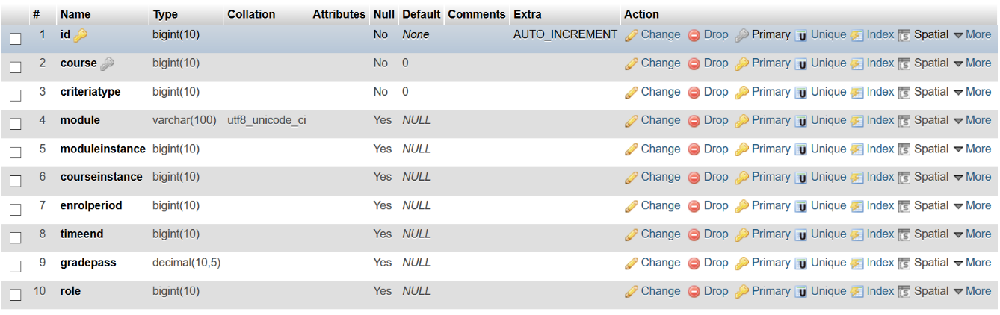 # Name Type Collation Attributes Null Default Comments Extra Action
1 id bigint(10) No None AUTO_INCREMENT Change Drop Primary Unique Index Spatial More
2 course bigint(10) No 0 Change Drop Primary Unique Index Spatial More
3 criteriatype bigint(10) No 0 Change Drop Primary Unique Index Spatial More
4 module varchar(100) utf8_unicode_ci Yes NULL Change Drop Primary Unique Index Spatial More
5 moduleinstance bigint(10) Yes NULL Change Drop Primary Unique Index Spatial More
6 courseinstance bigint(10) Yes NULL Change Drop Primary Unique Index Spatial More
7 enrolperiod bigint(10) Yes NULL Change Drop Primary Unique Index Spatial More
8 timeend bigint(10) Yes NULL Change Drop Primary Unique Index Spatial More
9 gradepass decimal(10,5) Yes NULL Change Drop Primary Unique Index Spatial More
10 role bigint(10) Yes NULL Change Drop Primary Unique Index Spatial More